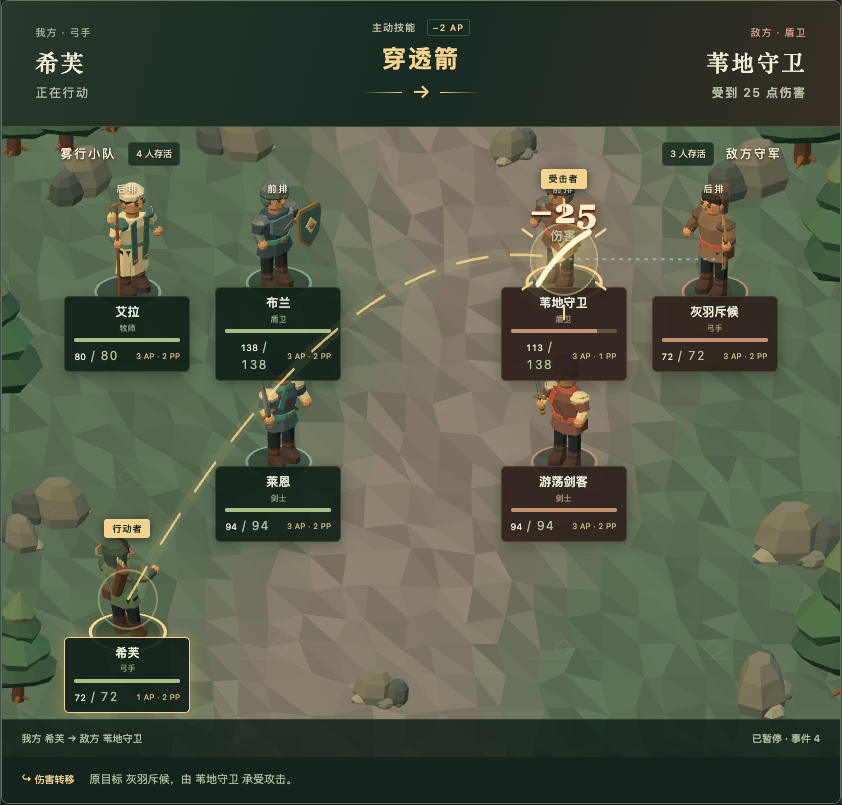 我方 · 弓手
希芙
正在行动
主动技能 −2 AP
穿透箭
敌方 · 盾卫
苇地守卫
受到 25 点伤害
雾行小队 4 人存活
3 人存活 敌方守军
后排
前排
受击者
前排
后排
−25
伤害
艾拉
牧师
80 / 80 3 AP · 2 PP
布兰
盾卫
138 / 138 3 AP · 2 PP
苇地守卫
盾卫
113 / 138 3 AP · 1 PP
灰羽斥候
弓手
72 / 72 3 AP · 2 PP
莱恩
剑士
94 / 94 3 AP · 2 PP
游荡剑客
剑士
94 / 94 3 AP · 2 PP
行动者
希芙
弓手
72 / 72 1 AP · 2 PP
我方 希芙 → 敌方 苇地守卫
已暂停 · 事件 4
↪ 伤害转移 原目标 灰羽斥候，由 苇地守卫 承受攻击。